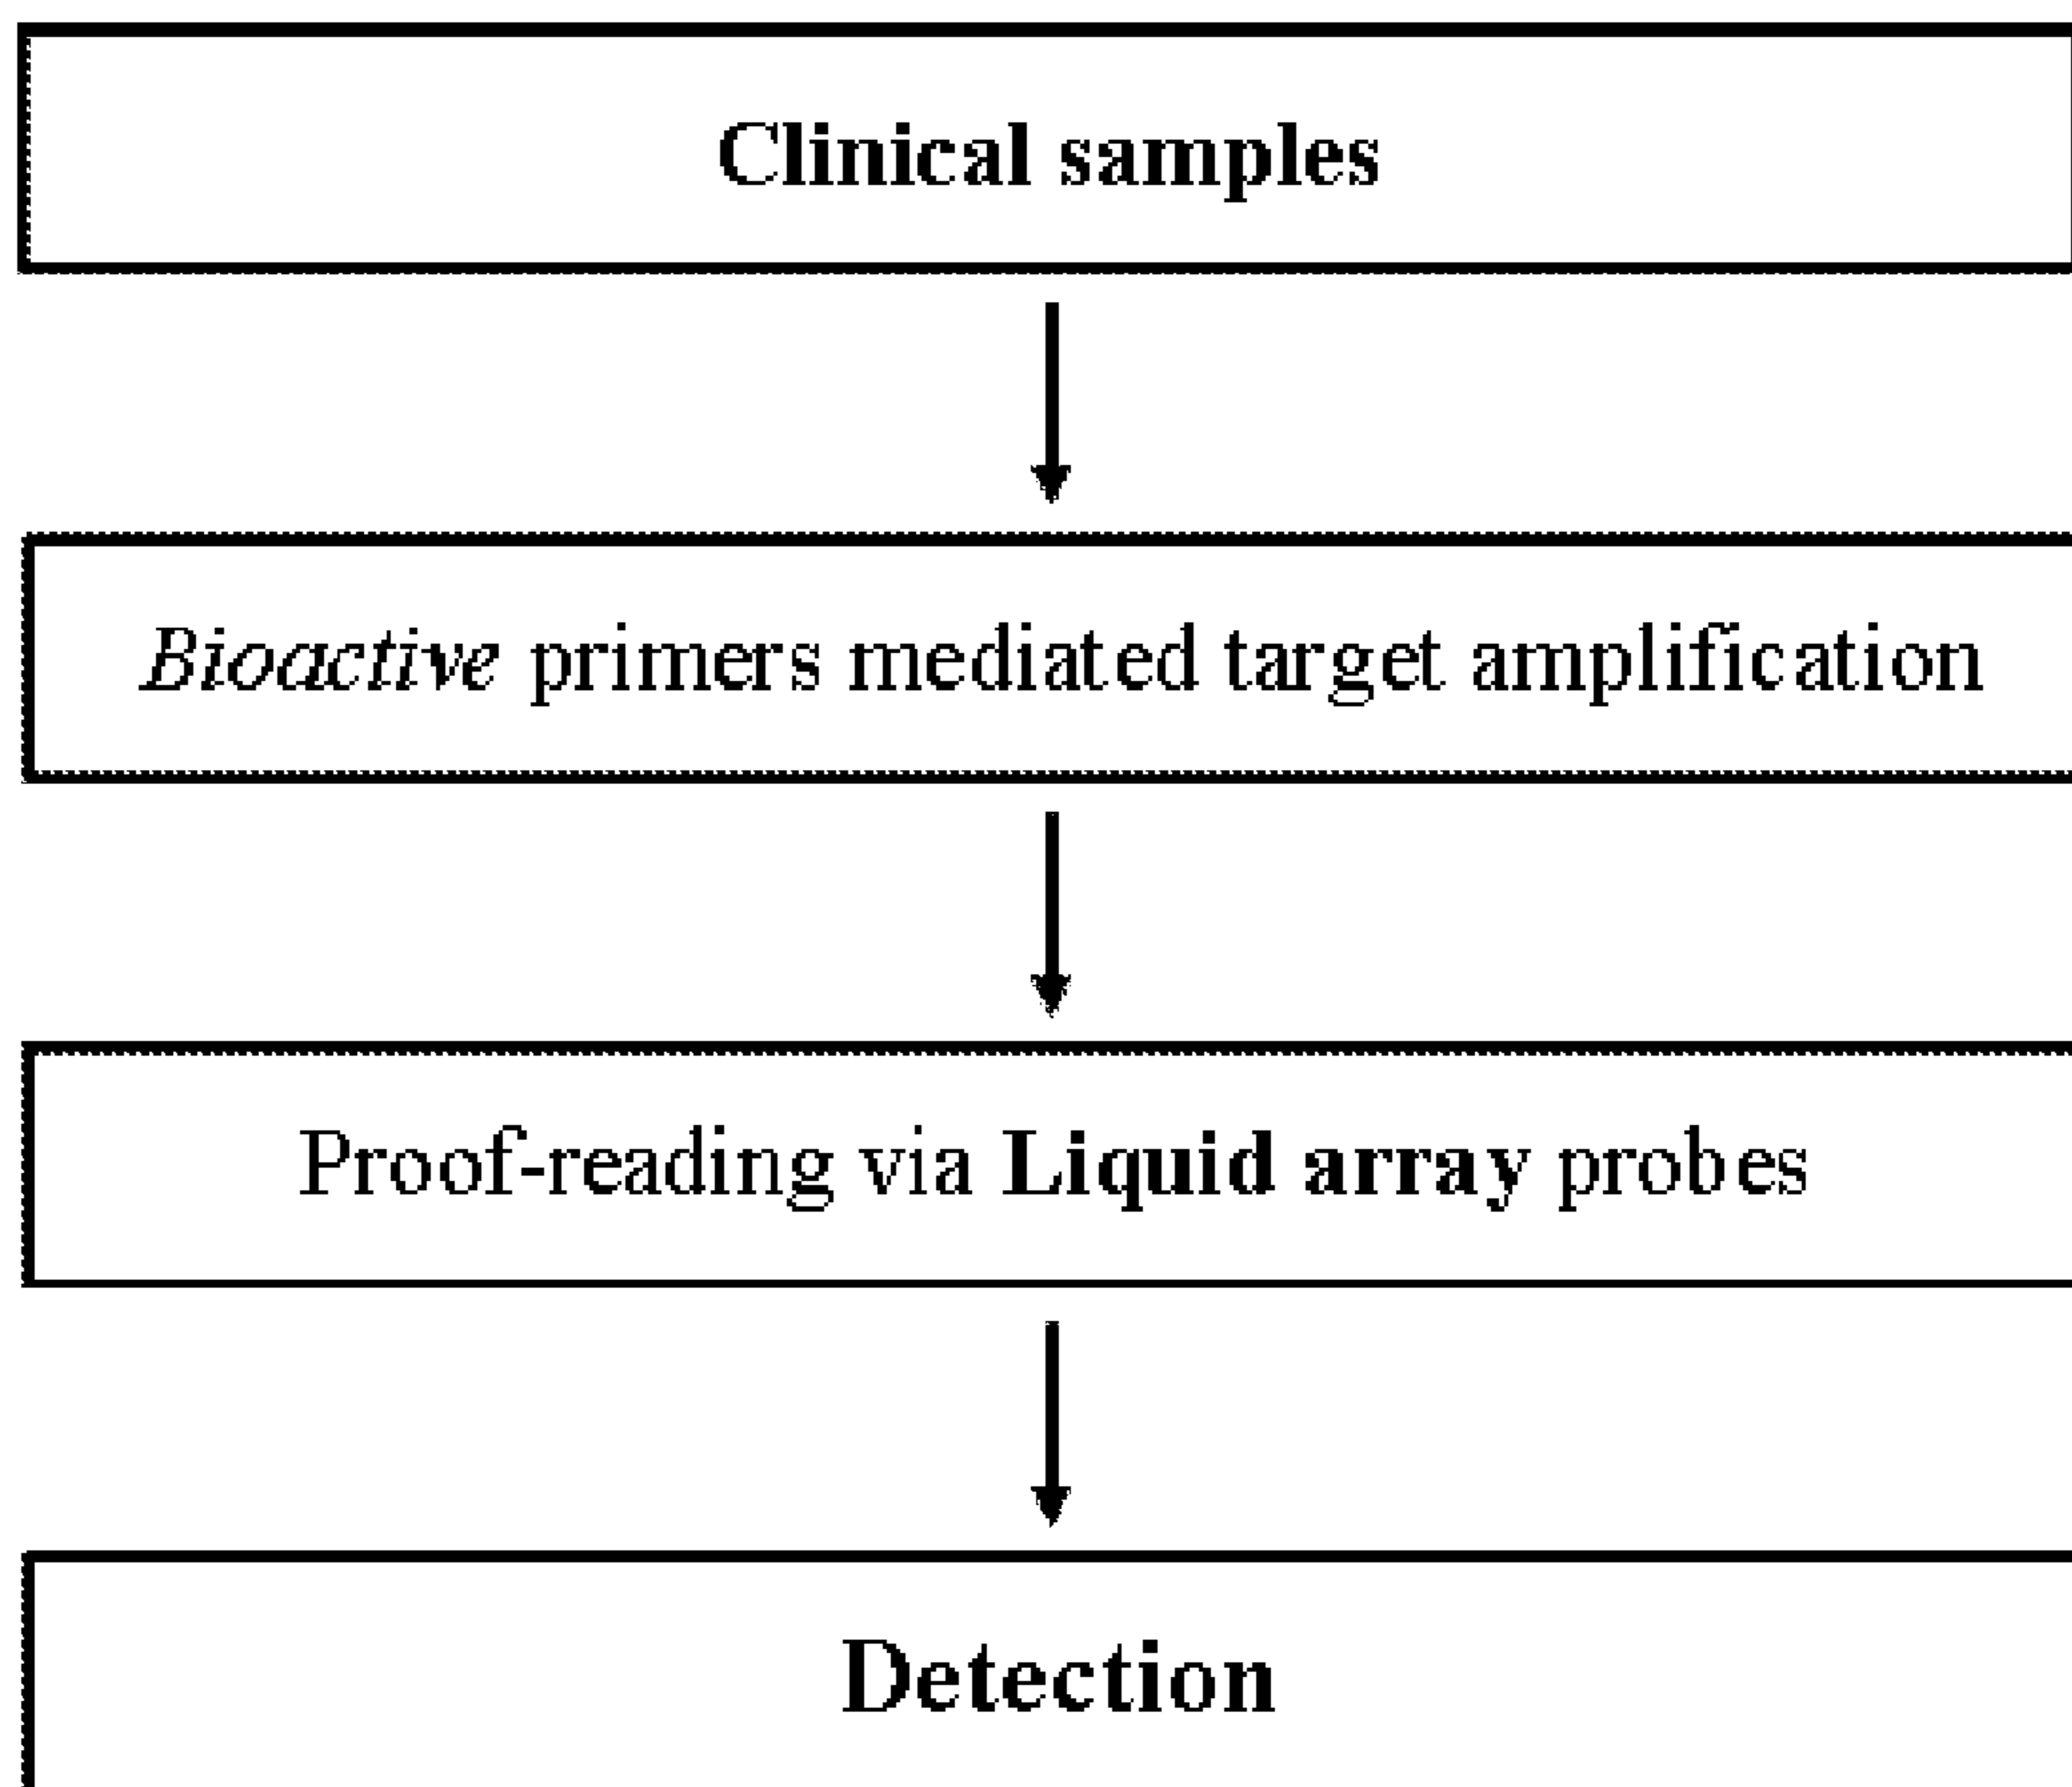 Clinical samples
Bioactive primers mediated target amplification
Proof-reading via Liquid array probes
Detection